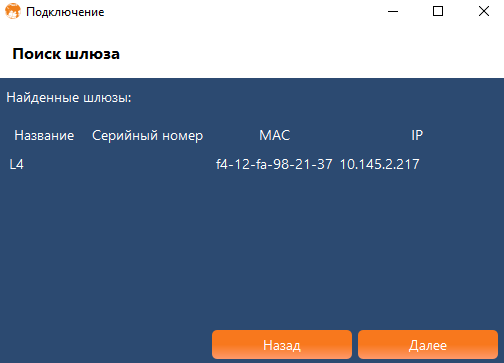 Подключение
Поиск шлюза
Найденные шлюзы:
Название Серийный номер MAC IP
L4 f4-12-fa-98-21-37 10.145.2.217
Назад Далее